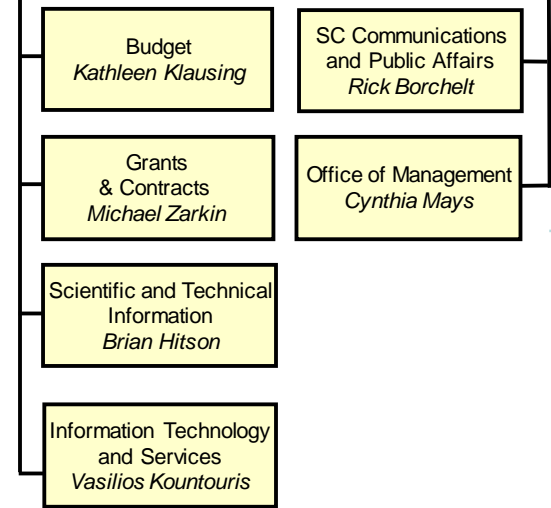 Budget
Kathleen Klausing
SC Communications
and Public Affairs
Rick Borchelt
Grants
& Contracts
Michael Zarkin
Office of Management
Cynthia Mays
Scientific and Technical
Information
Brian Hitson
Information Technology
and Services
Vasilios Kountouris